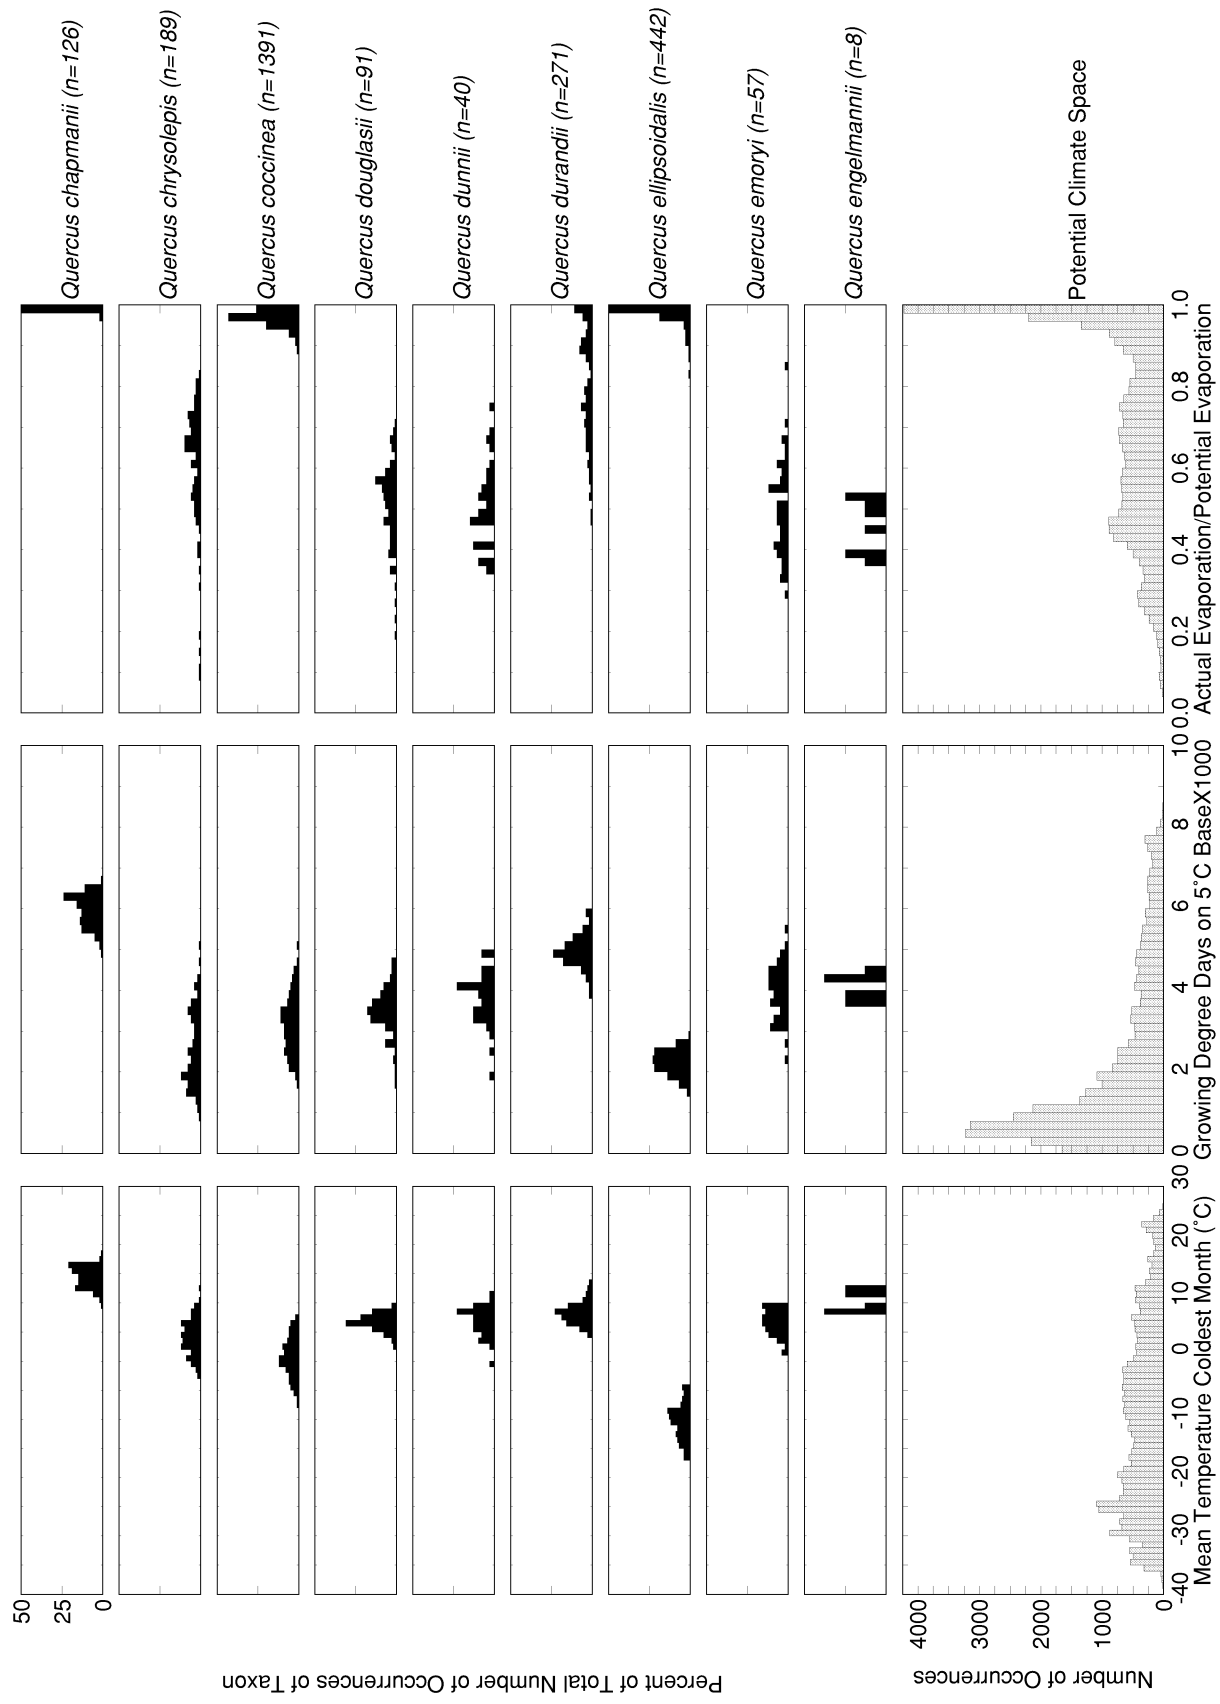 Quercus chapmanii (n=126)
Quercus chrysolepis (n=189)
Quercus coccinea (n=1391)
Quercus douglasii (n=91)
Quercus dunnii (n=40)
Quercus durandii (n=271)
Quercus ellipsoidalis (n=442)
Quercus emoryi (n=57)
Quercus engelmannii (n=8)
Potential Climate Space
50
25
0
Percent of Total Number of Occurrences of Taxon
4000
3000
2000
1000
0
Number of Occurrences
-40 -30 -20 -10 0 10 20 30
Mean Temperature Coldest Month (˚C)
0 2 4 6 8 10
Growing Degree Days on 5˚C BaseX1000
0.0 0.2 0.4 0.6 0.8 1.0
Actual Evaporation/Potential Evaporation